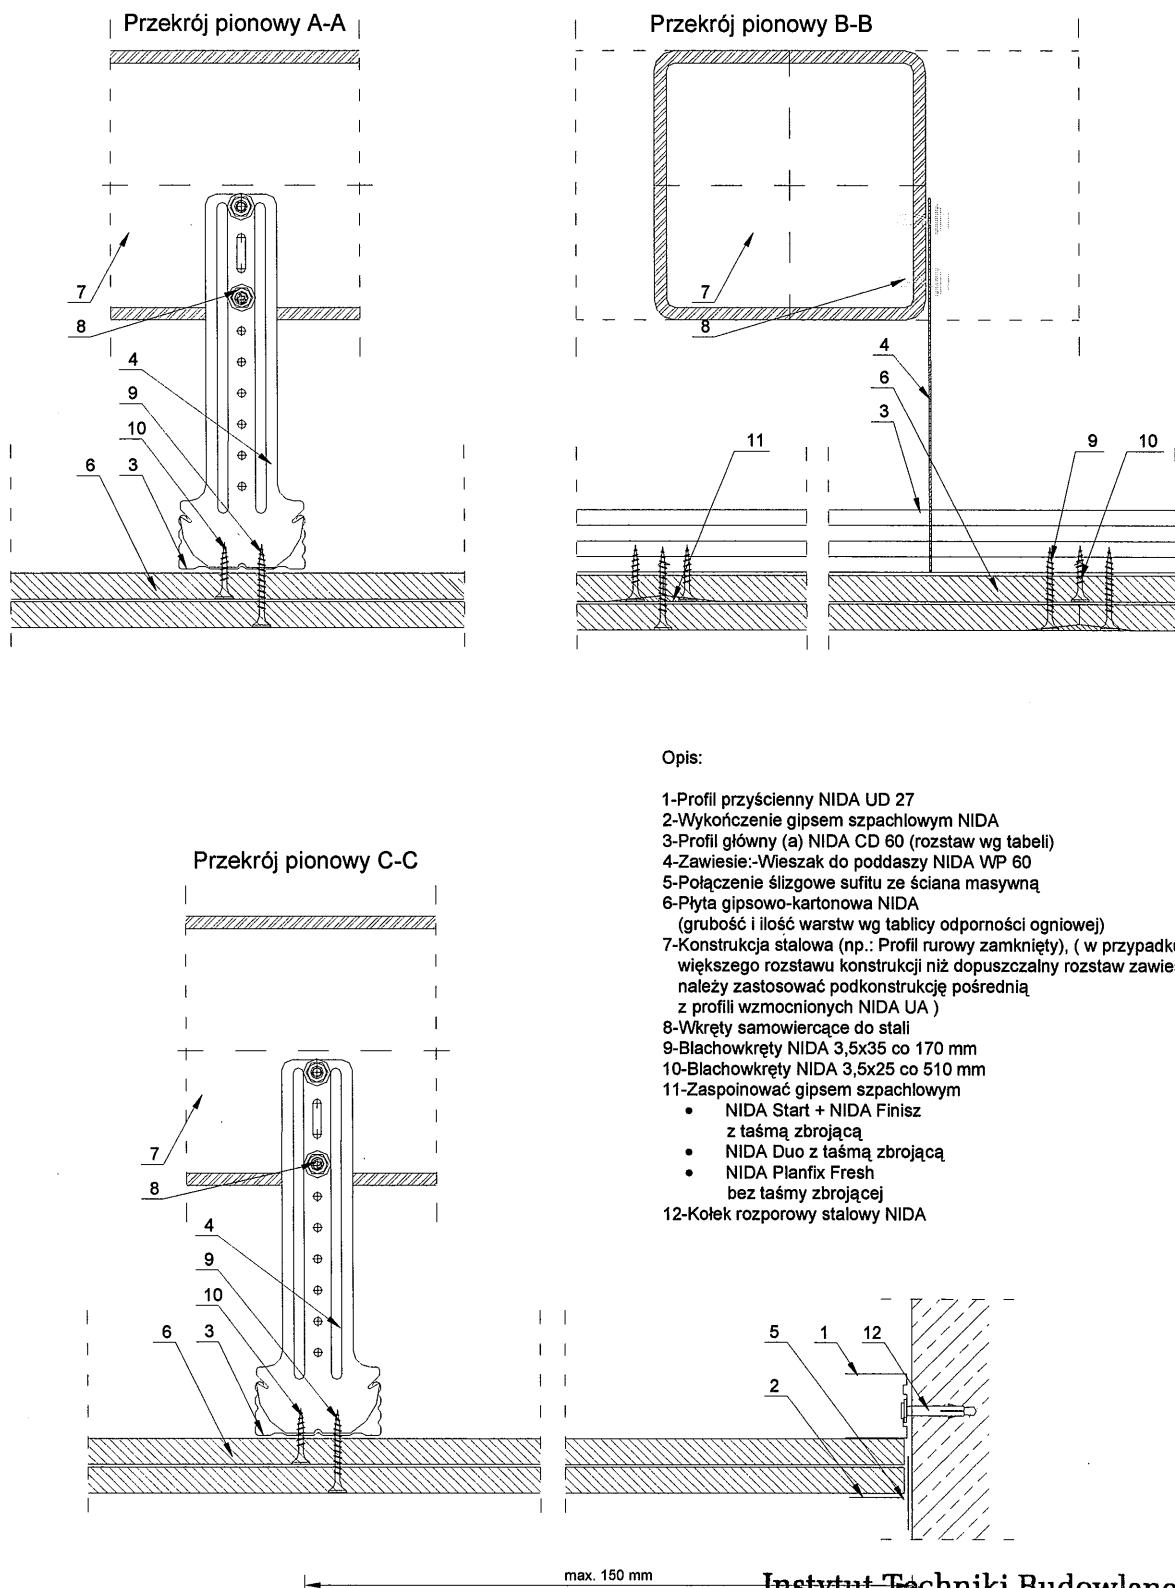 Przekrój pionowy A-A
Przekrój pionowy B-B
7
8
4
9
10
6
3
7
8
4
6
3
11
9
10
Opis:
1-Profil przyścienny NIDA UD 27
2-Wykończenie gipsem szpachlowym NIDA
3-Profil główny (a) NIDA CD 60 (rozstaw wg tabeli)
4-Zawiesie:-Wieszak do poddaszy NIDA WP 60
5-Połączenie ślizgowe sufitu ze ściana masywną
6-Płyta gipsowo-kartonowa NIDA
(grubość i ilość warstw wg tablicy odporności ogniowej)
7-Konstrukcja stalowa (np.: Profil rurowy zamknięty), ( w przypadku
większego rozstawu konstrukcji niż dopuszczalny rozstaw zawie
należy zastosować podkonstrukcję pośrednią
z profili wzmocnionych NIDA UA )
8-Wkręty samowiercące do stali
9-Blachowkręty NIDA 3,5x35 co 170 mm
10-Blachowkręty NIDA 3,5x25 co 510 mm
11-Zaspoinować gipsem szpachlowym
• NIDA Start + NIDA Finisz
z taśmą zbrojącą
• NIDA Duo z taśmą zbrojącą
• NIDA Planfix Fresh
bez taśmy zbrojącej
12-Kołek rozporowy stalowy NIDA
Przekrój pionowy C-C
7
8
4
9
10
6
3
5
1
12
2
max. 150 mm
Instytut Techniki Budowlane